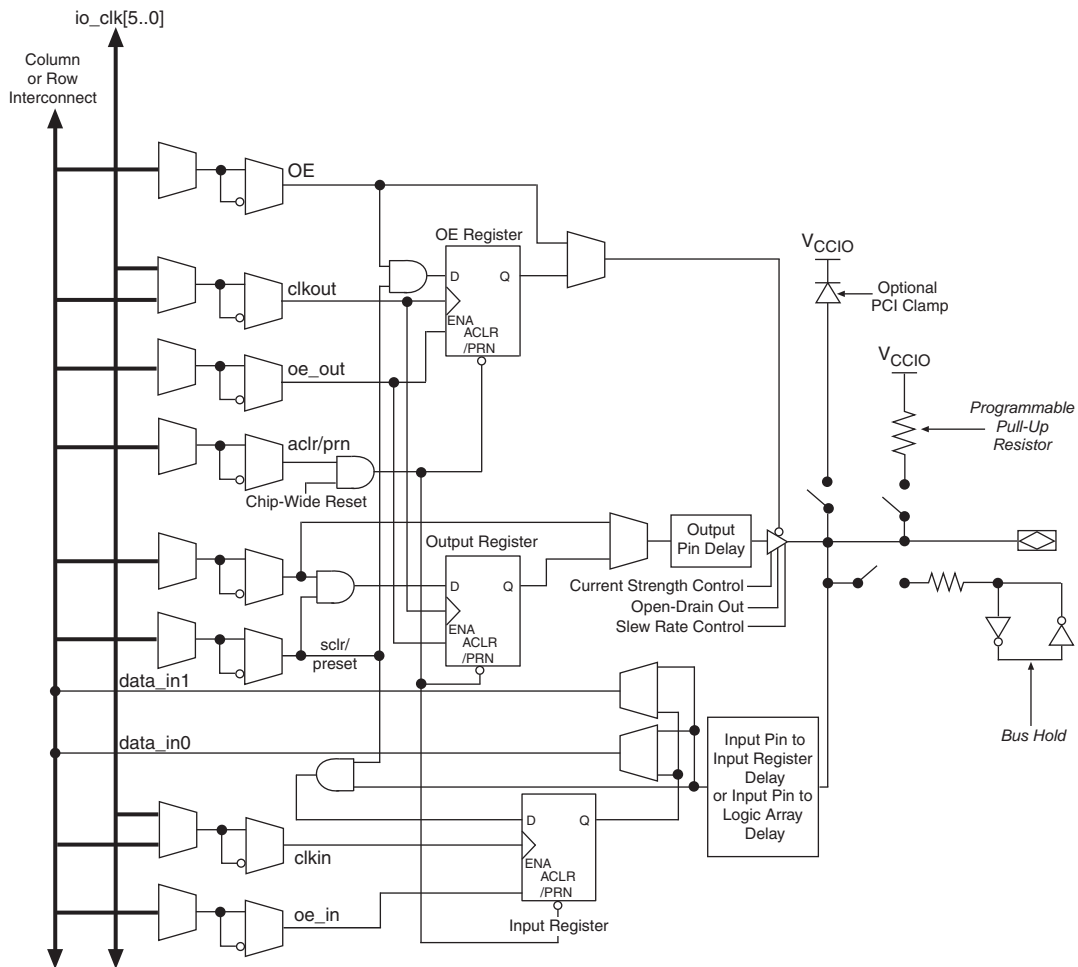 io_clk[5..0]
Column
or Row
Interconnect
OE
OE Register
VCCIO
D
Q
clkout
Optional
PCI Clamp
ENA
ACLR
/PRN
VCCIO
oe_out
Programmable
Pull-Up
Resistor
aclr/prn
Chip-Wide Reset
Output
Pin Delay
Output Register
D
Q
Current Strength Control
Open-Drain Out
Slew Rate Control
ENA
ACLR
/PRN
sclr/
preset
data_in1
Bus Hold
data_in0
Input Pin to
Input Register
Delay
or Input Pin to
Logic Array
Delay
D
Q
clkin
ENA
ACLR
/PRN
oe_in
Input Register